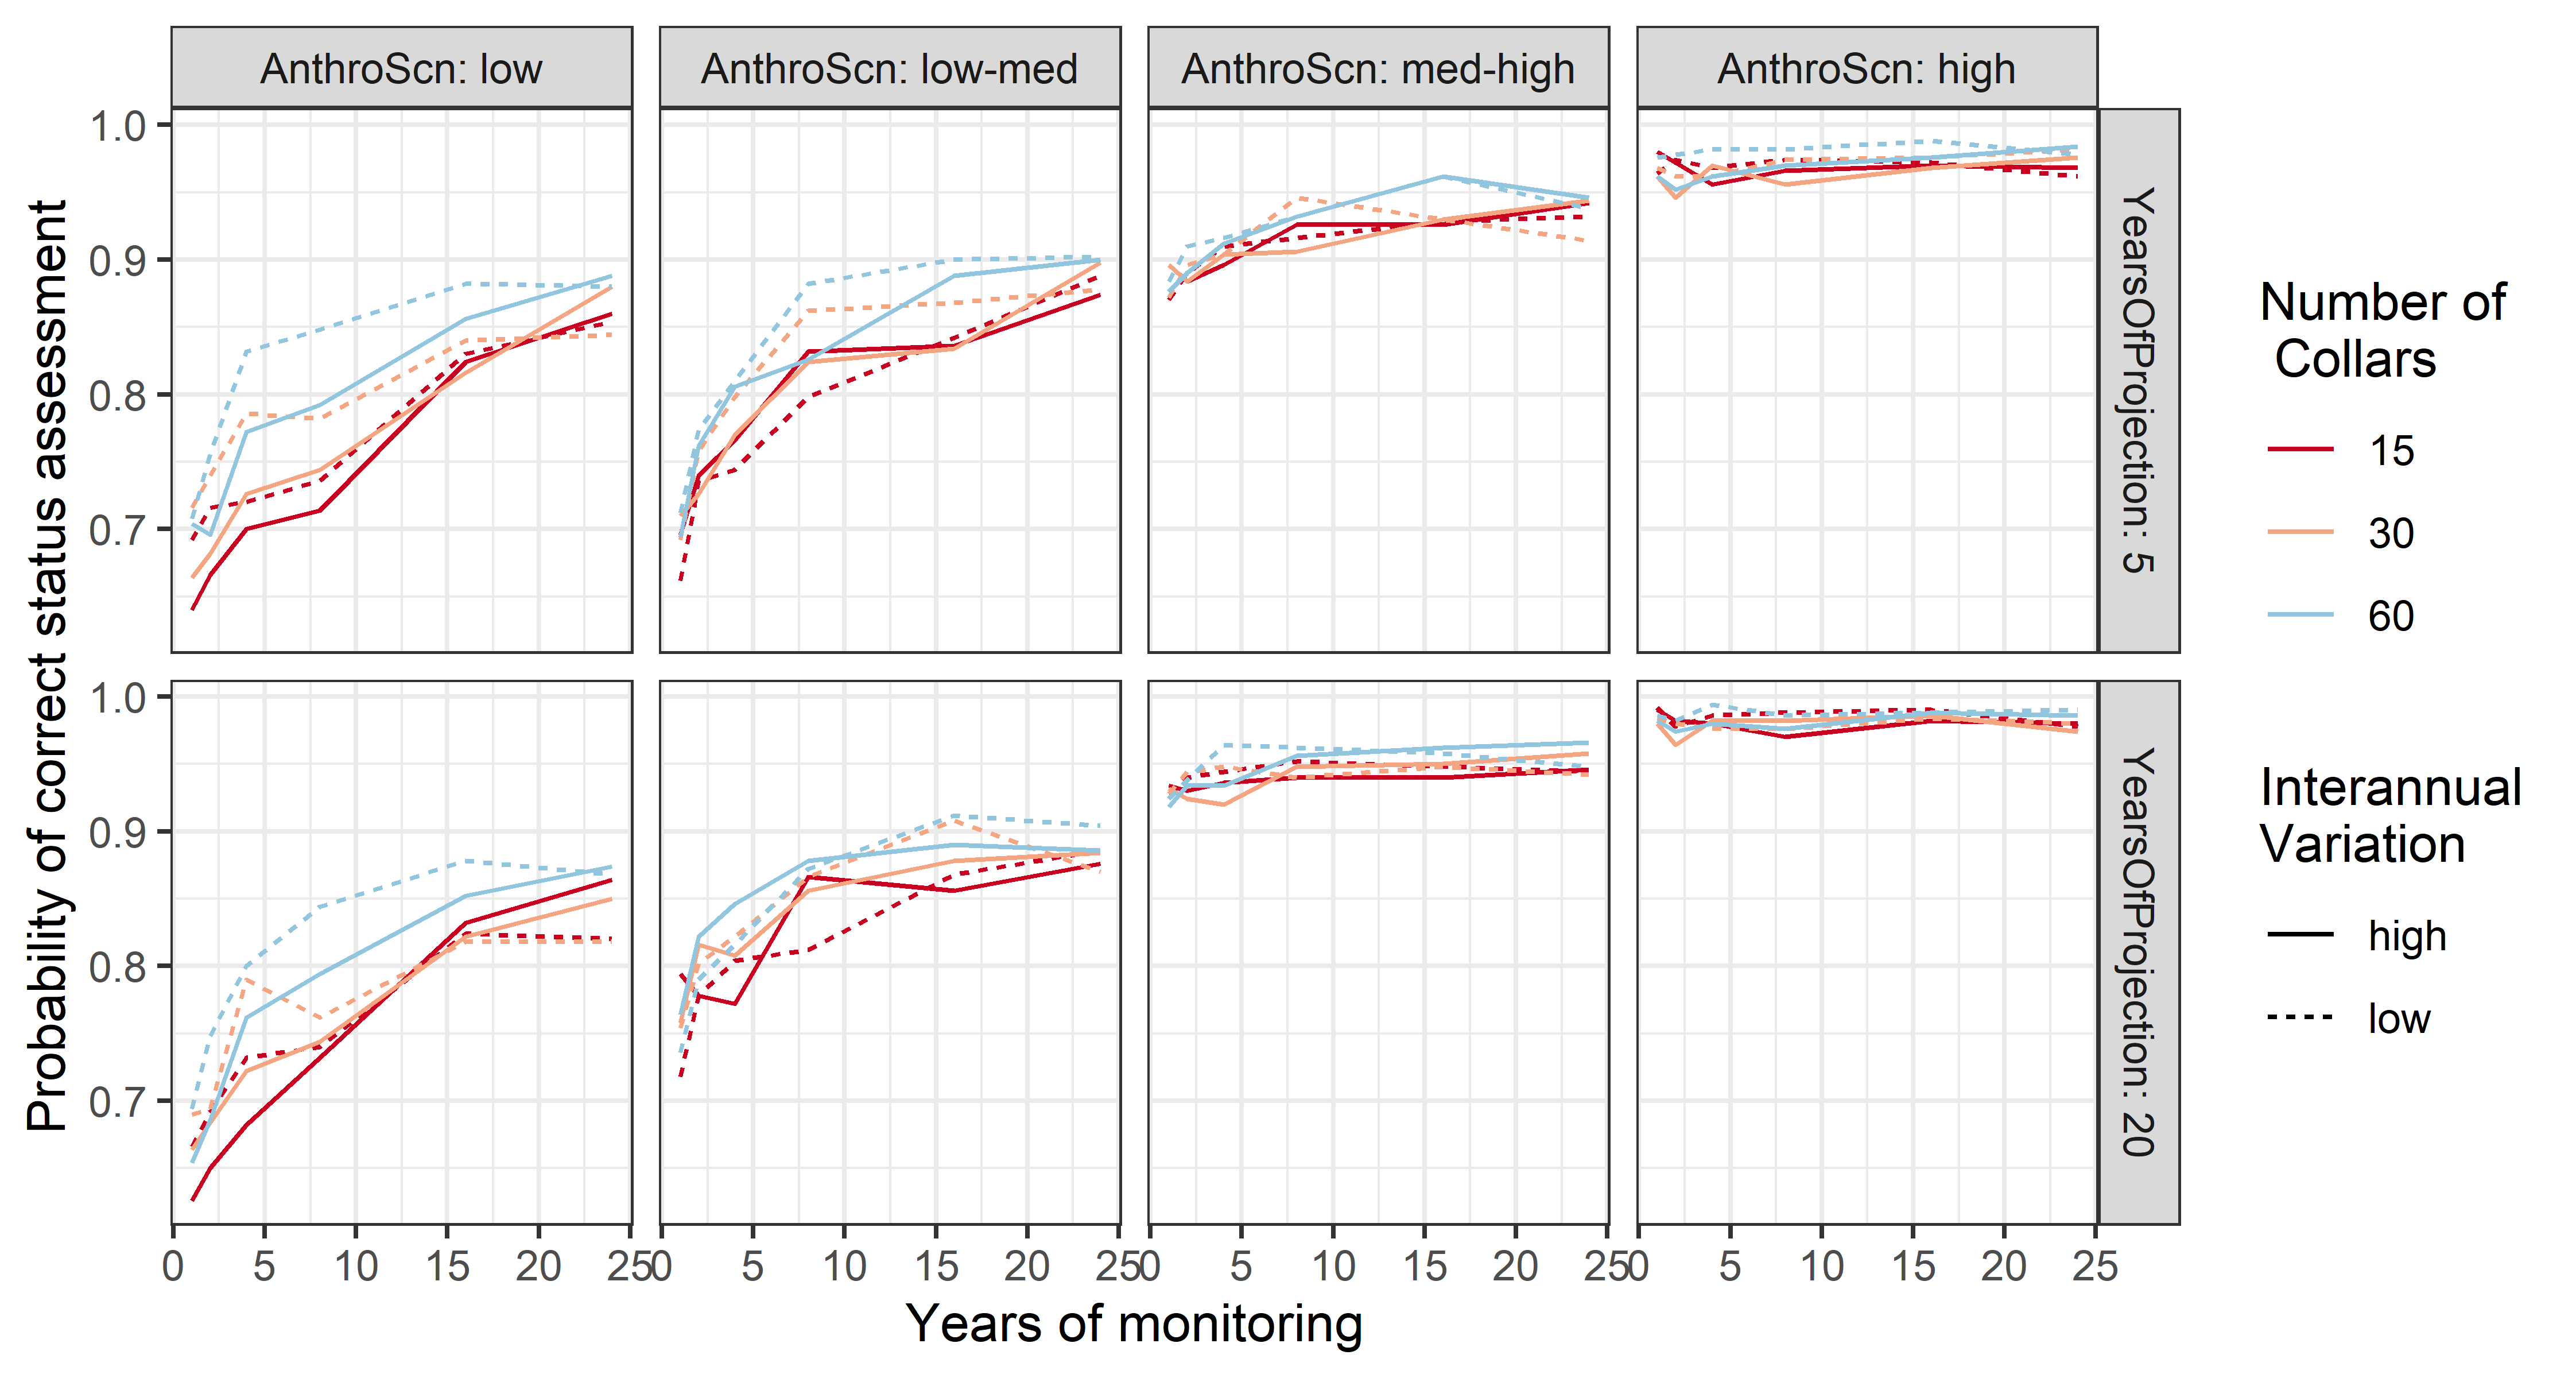 AnthroScn: low
AnthroScn: low-med
AnthroScn: med-high
AnthroScn: high
Probability of correct status assessment
1.0
0.9
0.8
0.7
YearsOfProjection: 5
1.0
0.9
0.8
0.7
YearsOfProjection: 20
0 5 10 15 20 25
0 5 10 15 20 25
0 5 10 15 20 25
0 5 10 15 20 25
Years of monitoring
Number of
Collars
15
30
60
Interannual
Variation
high
low